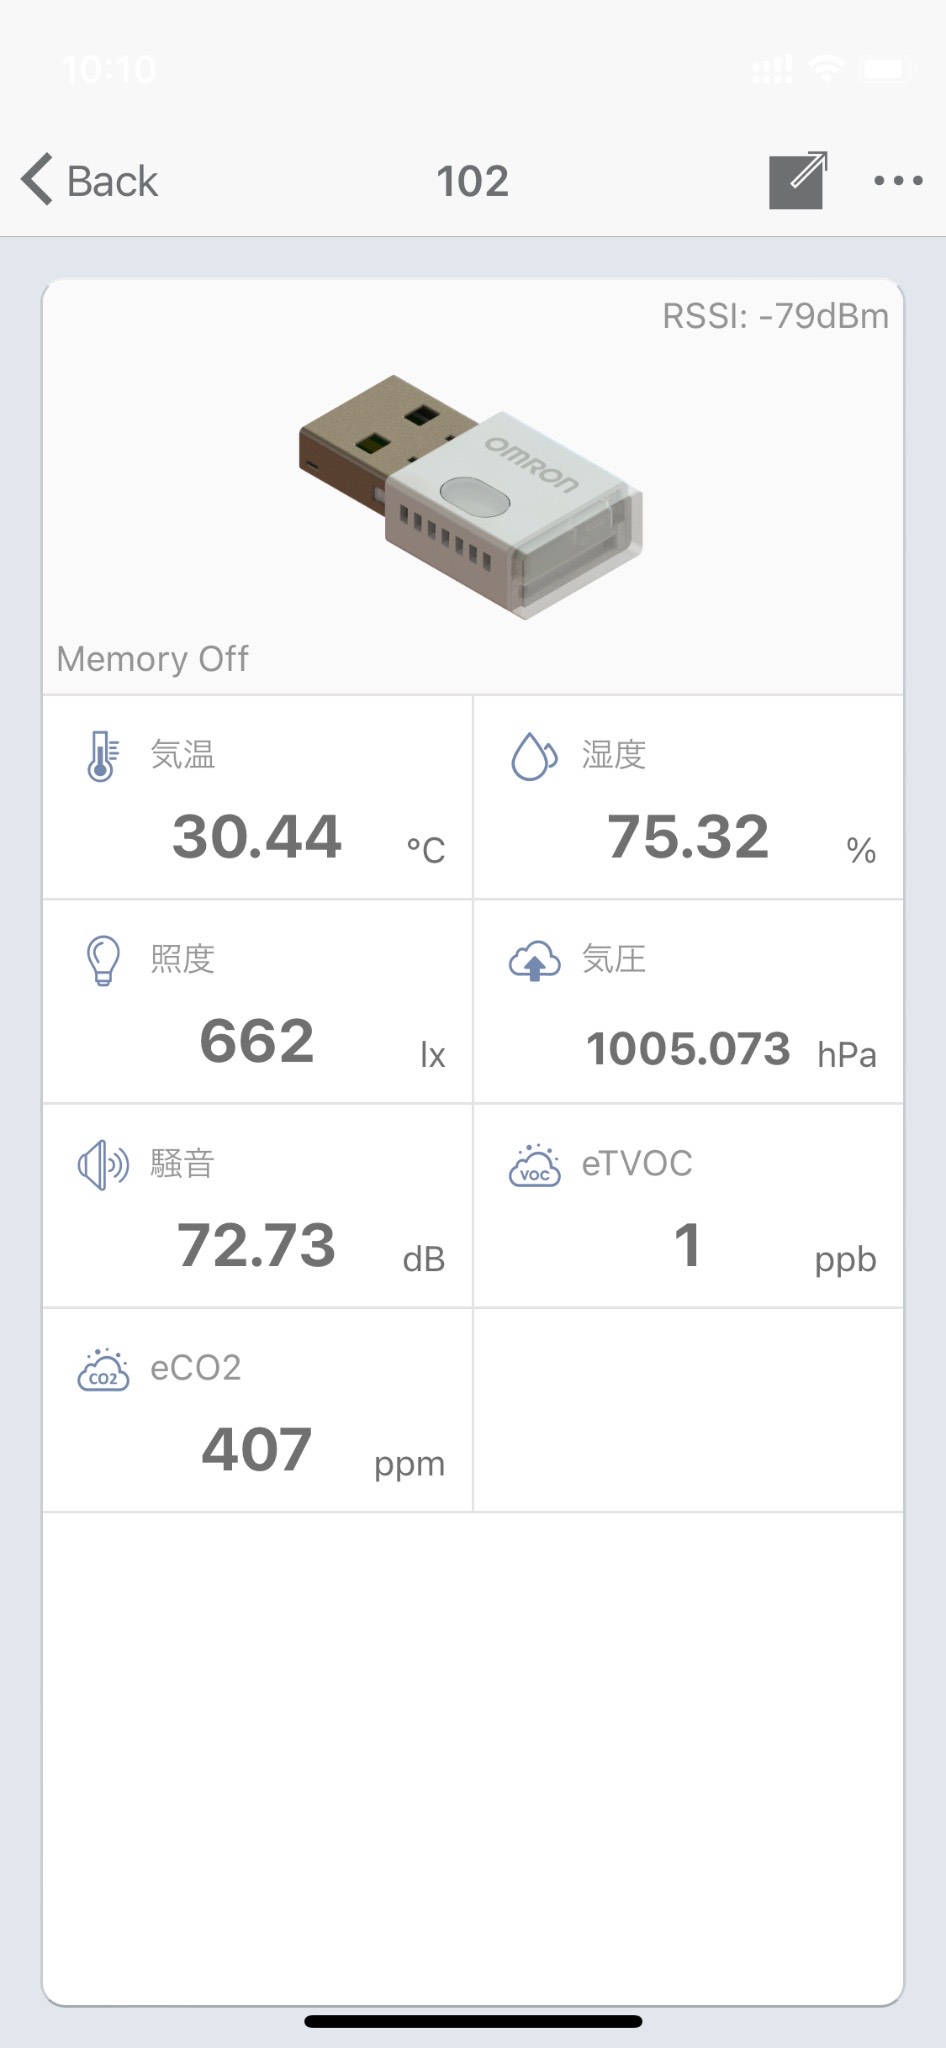 10:10
Back
102
RSSI: -79dBm
OMRON
Memory Off
気温
30.44 °C
湿度
75.32 %
照度
662 lx
気圧
1005.073 hPa
騒音
72.73 dB
VOC
eTVOC
1 ppb
CO2
eCO2
407 ppm